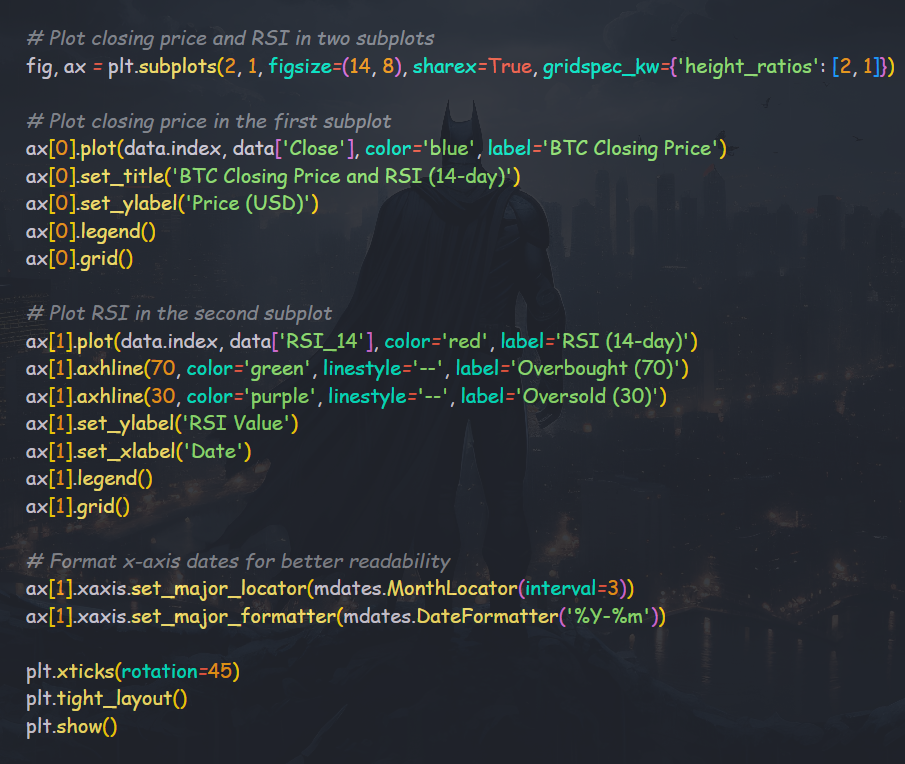 # Plot closing price and RSI in two subplots
fig, ax = plt.subplots(2, 1, figsize=(14, 8), sharex=True, gridspec_kw={'height_ratios': [2, 1]})
# Plot closing price in the first subplot
ax[0].plot(data.index, data['Close'], color='blue', label='BTC Closing Price')
ax[0].set_title('BTC Closing Price and RSI (14-day)')
ax[0].set_ylabel('Price (USD)')
ax[0].legend()
ax[0].grid()
# Plot RSI in the second subplot
ax[1].plot(data.index, data['RSI_14'], color='red', label='RSI (14-day)')
ax[1].axhline(70, color='green', linestyle='--', label='Overbought (70)')
ax[1].axhline(30, color='purple', linestyle='--', label='Oversold (30)')
ax[1].set_ylabel('RSI Value')
ax[1].set_xlabel('Date')
ax[1].legend()
ax[1].grid()
# Format x-axis dates for better readability
ax[1].xaxis.set_major_locator(mdates.MonthLocator(interval=3))
ax[1].xaxis.set_major_formatter(mdates.DateFormatter('%Y-%m'))
plt.xticks(rotation=45)
plt.tight_layout()
plt.show()